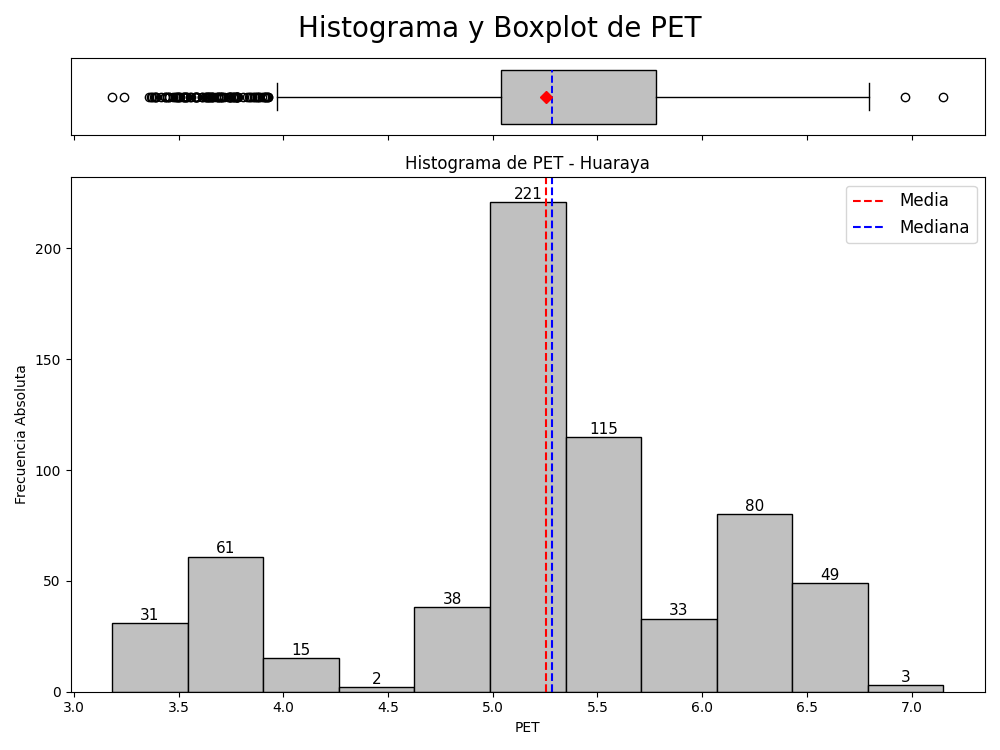 Histograma y Boxplot de PET
Histograma de PET - Huaraya
Media
Mediana
221
115
80
61
49
38
33
31
15
3
2
200
150
100
50
0
Frecuencia Absoluta
3.0 3.5 4.0 4.5 5.0 5.5 6.0 6.5 7.0
PET